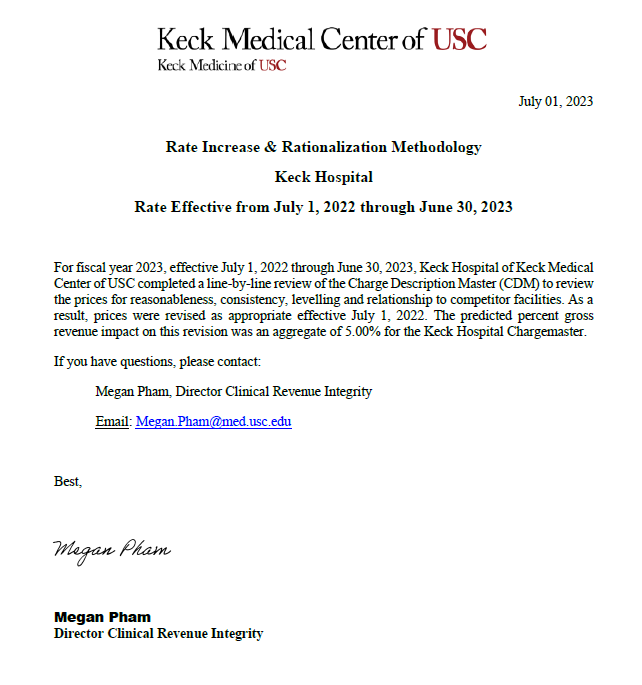 Keck Medical Center of USC
Keck Medicine of USC
July 01, 2023
Rate Increase & Rationalization Methodology
Keck Hospital
Rate Effective from July 1, 2022 through June 30, 2023
For fiscal year 2023, effective July 1, 2022 through June 30, 2023, Keck Hospital of Keck Medical
Center of USC completed a line-by-line review of the Charge Description Master (CDM) to review
the prices for reasonableness, consistency, levelling and relationship to competitor facilities. As a
result, prices were revised as appropriate effective July 1, 2022. The predicted percent gross
revenue impact on this revision was an aggregate of 5.00% for the Keck Hospital Chargemaster.
If you have questions, please contact:
Megan Pham, Director Clinical Revenue Integrity
Email: Megan.Pham@med.usc.edu
Best,
Megan Pham
Megan Pham
Director Clinical Revenue Integrity